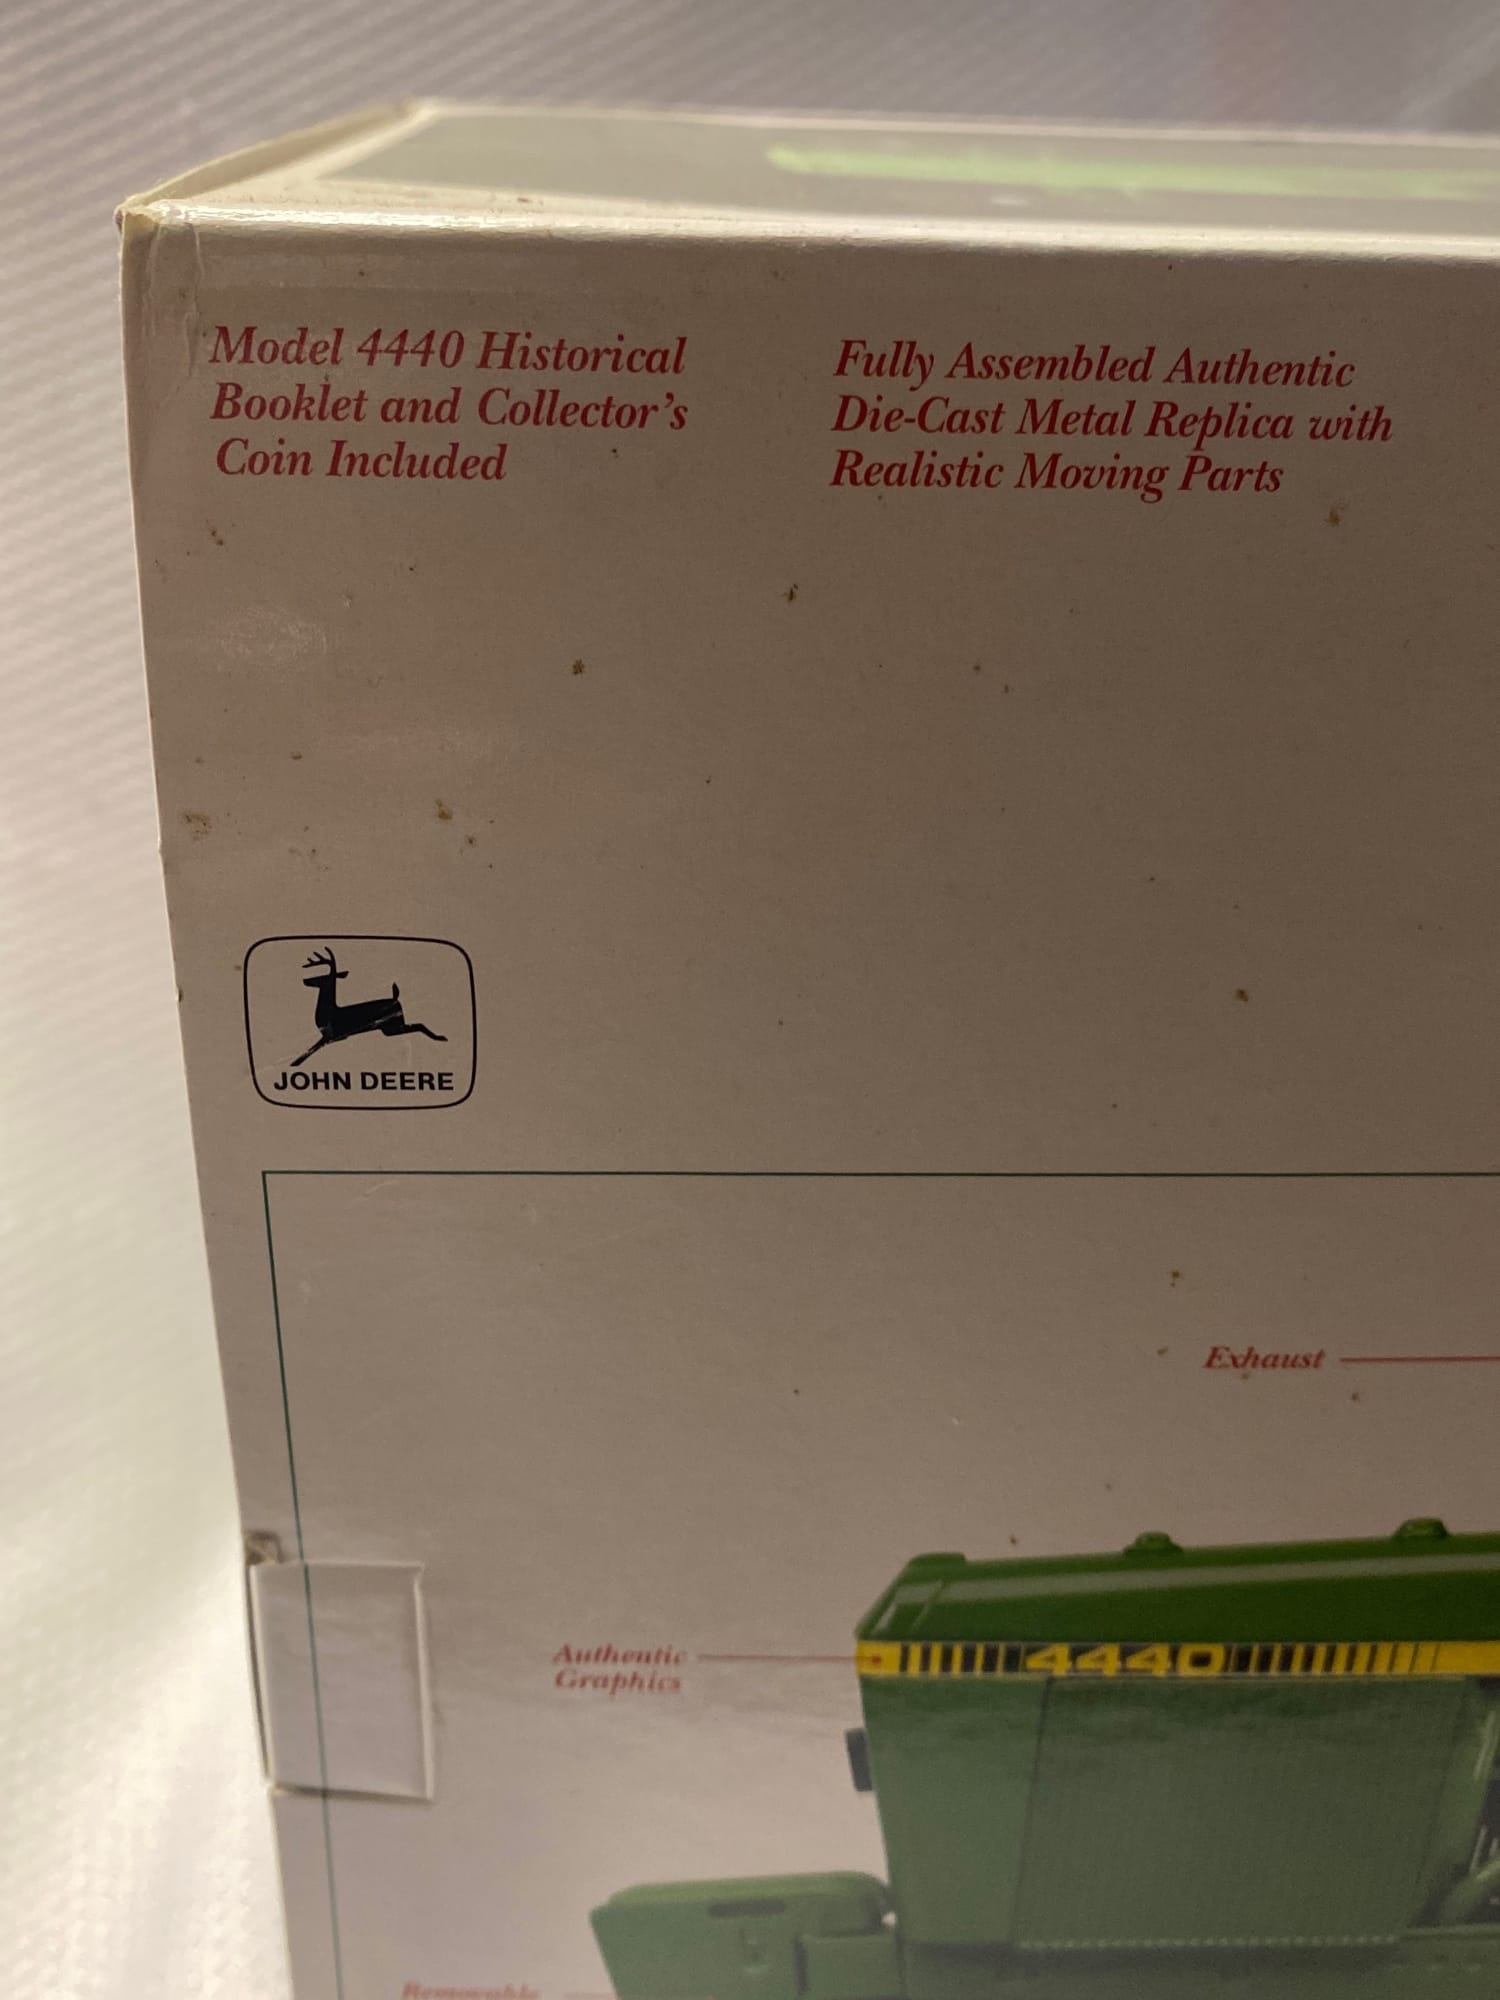 Model 4440 Historical
Booklet and Collector's
Coin Included
Fully Assembled Authentic
Die-Cast Metal Replica with
Realistic Moving Parts
JOHN DEERE
Exhaust
Authentic
Graphics
4440
Removable